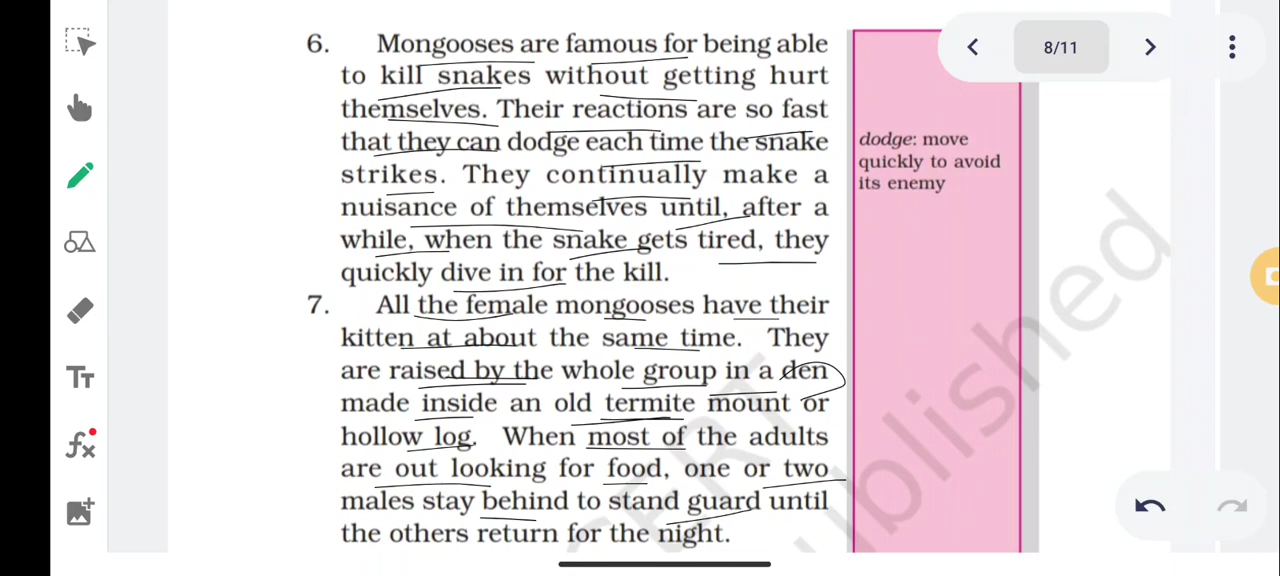 8/11
6. Mongooses are famous for being able
to kill snakes without getting hurt
themselves. Their reactions are so fast
that they can dodge each time the snake
strikes. They continually make a
nuisance of themselves until, after a
while, when the snake gets tired, they
quickly dive in for the kill.
7. All the female mongooses have their
kitten at about the same time. They
are raised by the whole group in a den
made inside an old termite mount or
hollow log. When most of the adults
are out looking for food, one or two
males stay behind to stand guard until
the others return for the night.
dodge: move
quickly to avoid
its enemy
TT
fx